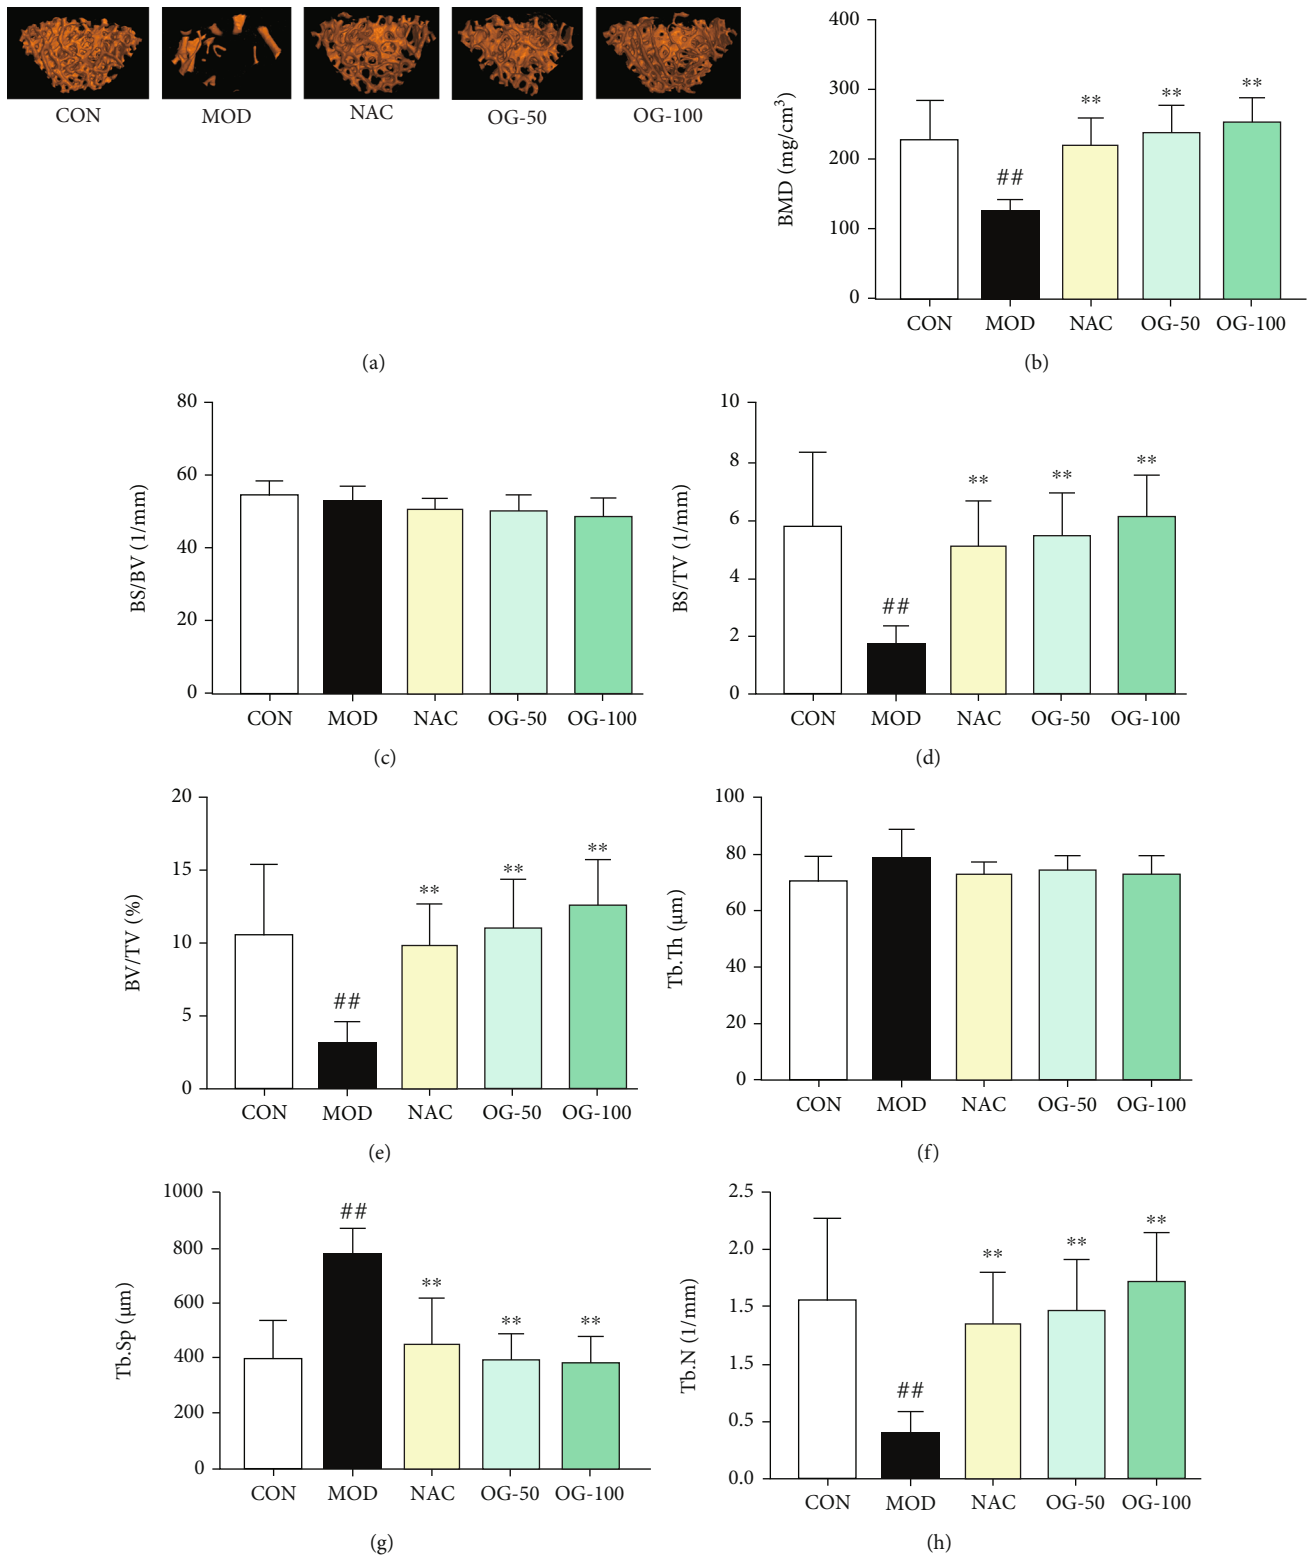 CON MOD NAC OG-50 OG-100
(a)
400
300
200
100
0
BMD (mg/cm³)
## ** ** **
CON MOD NAC OG-50 OG-100
(b)
80
60
40
20
0
BS/BV (1/mm)
CON MOD NAC OG-50 OG-100
(c)
10
8
6
4
2
0
BS/TV (1/mm)
## ** ** **
CON MOD NAC OG-50 OG-100
(d)
20
15
10
5
0
BV/TV (%)
## ** ** **
CON MOD NAC OG-50 OG-100
(e)
100
80
60
40
20
0
Tb.Th (μm)
CON MOD NAC OG-50 OG-100
(f)
1000
800
600
400
200
0
Tb.Sp (μm)
## ** ** **
CON MOD NAC OG-50 OG-100
(g)
2.5
2.0
1.5
1.5
0.5
0.0
Tb.N (1/mm)
## ** ** **
CON MOD NAC OG-50 OG-100
(h)